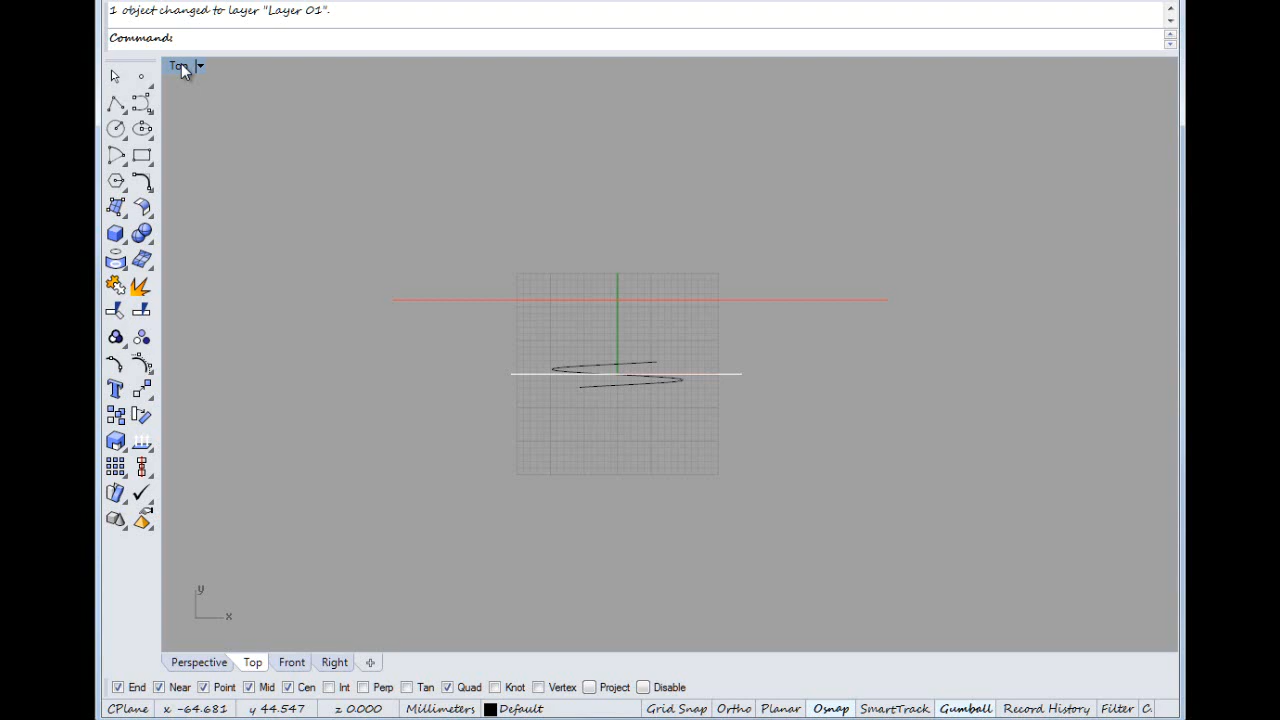 1 object changed to layer "Layer 01".
Command:
Top
y
x
Perspective Top Front Right
End Near Point Mid Cen Int Perp Tan Quad Knot Vertex Project Disable
CPlane x -64.681 y 44.547 z 0.000 Millimeters Default Grid Snap Ortho Planar Osnap SmartTrack Gumball Record History Filter C.